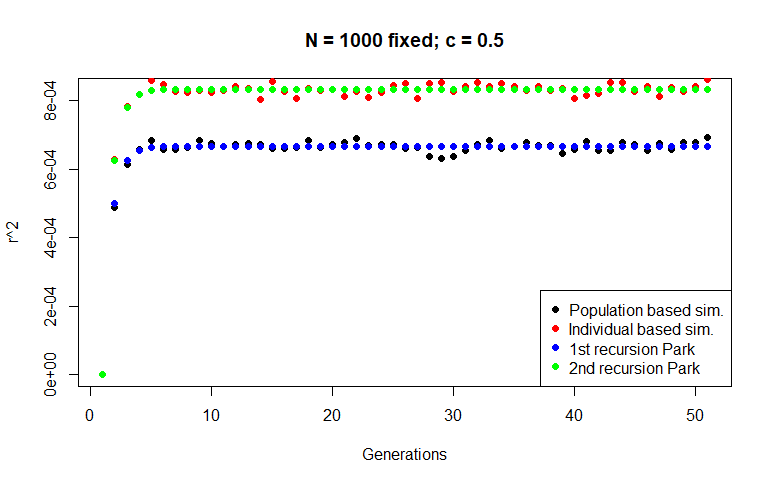 N = 1000 fixed; c = 0.5
r^2
8e-04
6e-04
4e-04
2e-04
0e+00
Population based sim.
Individual based sim.
1st recursion Park
2nd recursion Park
0 10 20 30 40 50
Generations